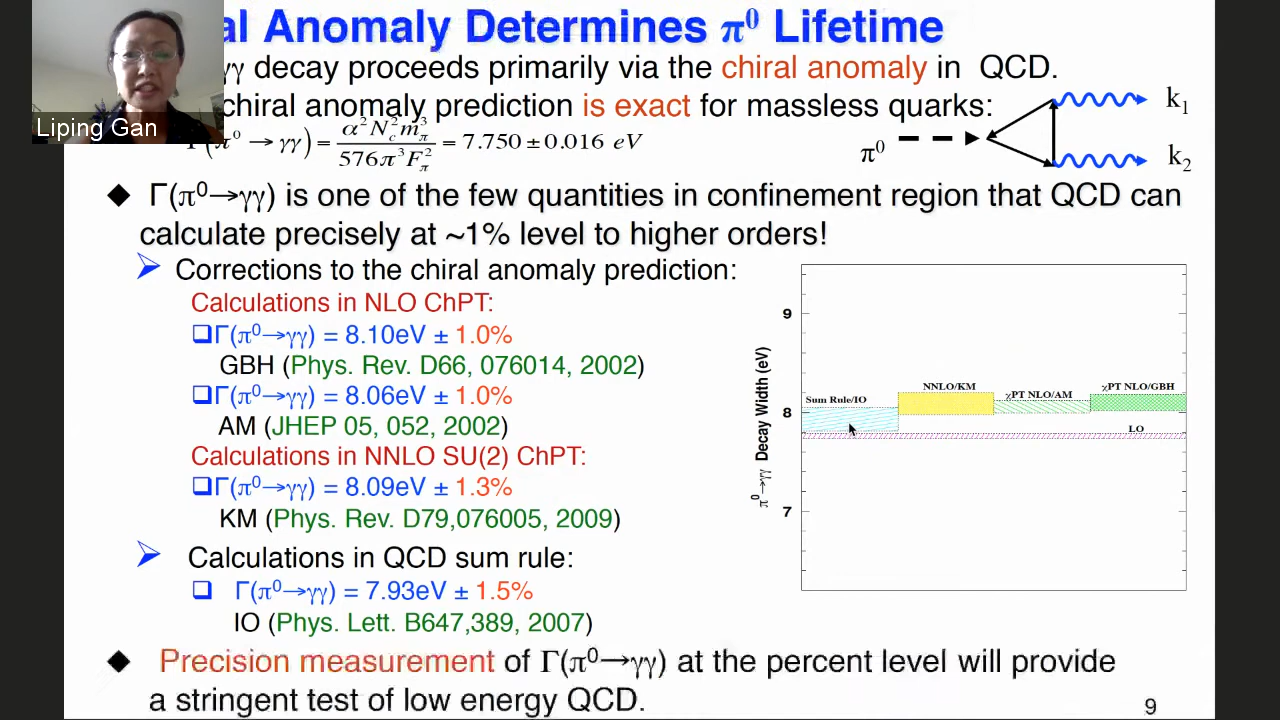 al Anomaly Determines π⁰ Lifetime
γγ decay proceeds primarily via the chiral anomaly in QCD.
chiral anomaly prediction is exact for massless quarks:
Liping Gan
Γ(π⁰ → γγ) = α² N_c² m_π³ / 576π³ F_π² = 7.750 ± 0.016 eV
π⁰
k₁
k₂
◆ Γ(π⁰→γγ) is one of the few quantities in confinement region that QCD can
calculate precisely at ~1% level to higher orders!
➢ Corrections to the chiral anomaly prediction:
Calculations in NLO ChPT:
❑Γ(π⁰→γγ) = 8.10eV ± 1.0%
GBH (Phys. Rev. D66, 076014, 2002)
❑Γ(π⁰→γγ) = 8.06eV ± 1.0%
AM (JHEP 05, 052, 2002)
Calculations in NNLO SU(2) ChPT:
❑Γ(π⁰→γγ) = 8.09eV ± 1.3%
KM (Phys. Rev. D79,076005, 2009)
➢ Calculations in QCD sum rule:
❑ Γ(π⁰→γγ) = 7.93eV ± 1.5%
IO (Phys. Lett. B647,389, 2007)
π⁰→γγ Decay Width (eV)
9
8
7
Sum Rule/IO
NNLO/KM
χPT NLO/AM
χPT NLO/GBH
LO
◆ Precision measurement of Γ(π⁰→γγ) at the percent level will provide
a stringent test of low energy QCD.
9